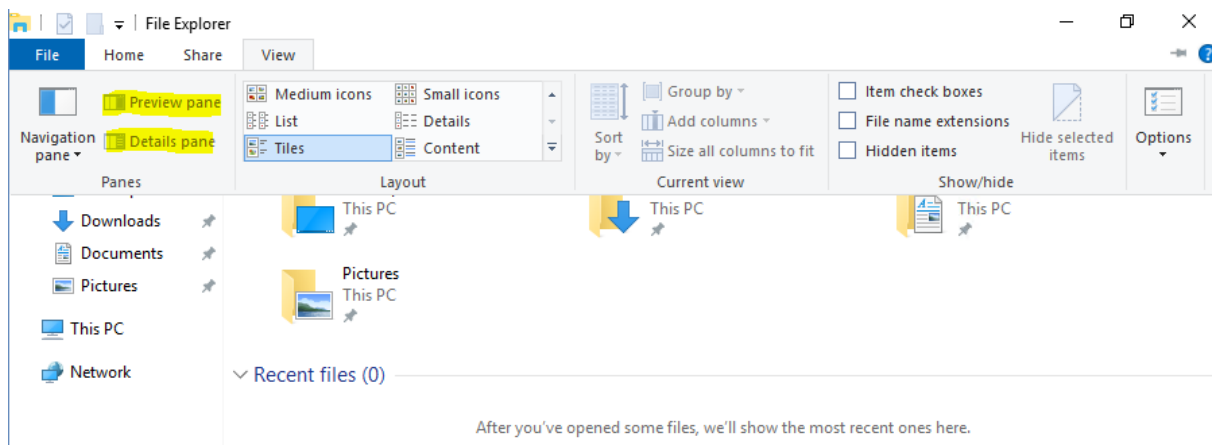 File Explorer
File Home Share View
Navigation pane
Preview pane
Details pane
Panes
Medium icons Small icons
List Details
Tiles Content
Layout
Sort by
Group by
Add columns
Size all columns to fit
Current view
Item check boxes
File name extensions
Hidden items
Hide selected items
Show/hide
Options
Downloads
Documents
Pictures
This PC
Network
This PC This PC This PC
Pictures
This PC
Recent files (0)
After you've opened some files, we'll show the most recent ones here.